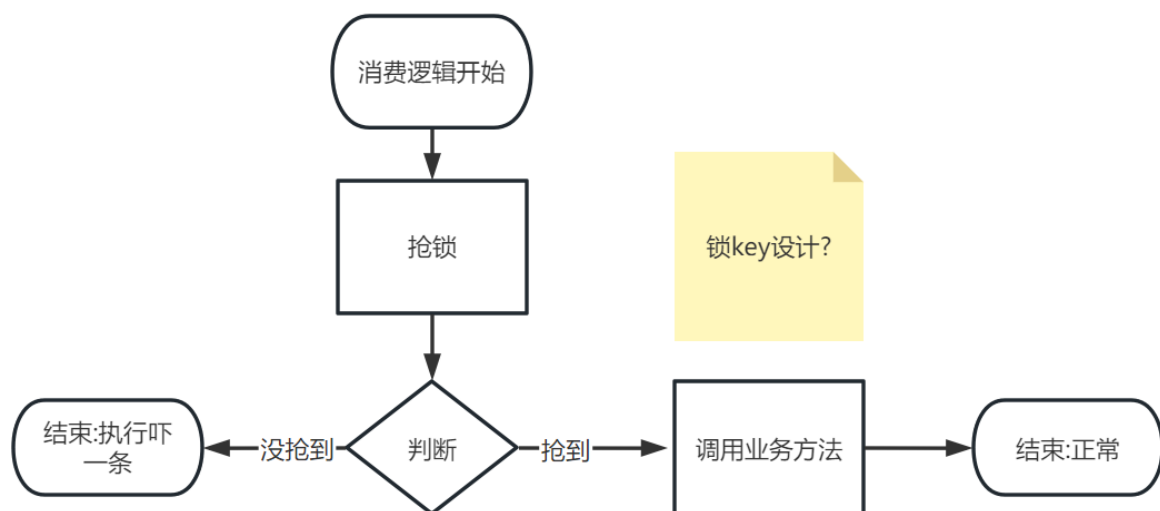 消费逻辑开始
抢锁
锁key设计?
结束:执行吓
一条
没抢到
判断
抢到
调用业务方法
结束:正常